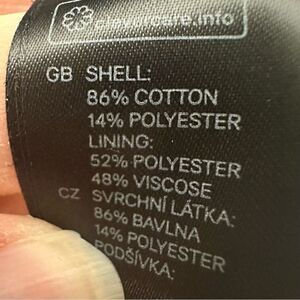 clevercare.info
GB SHELL:
86% COTTON
14% POLYESTER
LINING:
52% POLYESTER
48% VISCOSE
CZ SVRCHNÍ LÁTKA:
86% BAVLNA
14% POLYESTER
PODŠÍVKA: